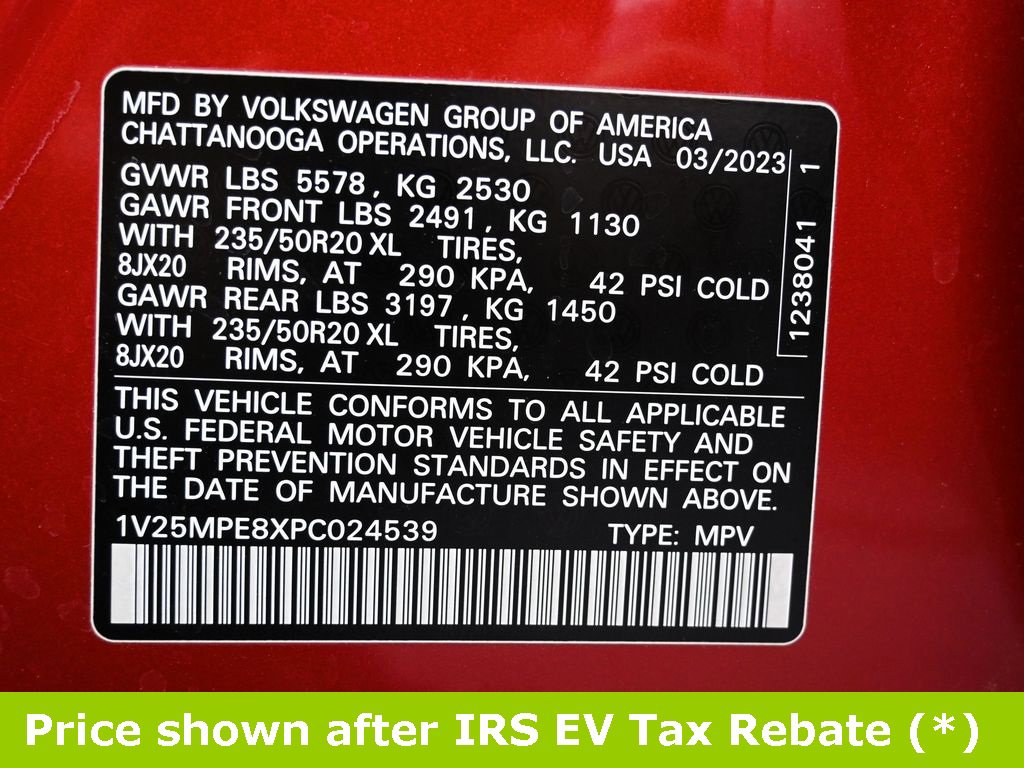 MFD BY VOLKSWAGEN GROUP OF AMERICA
CHATTANOOGA OPERATIONS, LLC. USA 03/2023
GVWR LBS 5578, KG 2530
GAWR FRONT LBS 2491, KG 1130
WITH 235/50R20 XL TIRES,
8JX20 RIMS, AT 290 KPA, 42 PSI COLD
GAWR REAR LBS 3197, KG 1450
WITH 235/50R20 XL TIRES,
8JX20 RIMS, AT 290 KPA, 42 PSI COLD
1238041 1
THIS VEHICLE CONFORMS TO ALL APPLICABLE
U.S. FEDERAL MOTOR VEHICLE SAFETY AND
THEFT PREVENTION STANDARDS IN EFFECT ON
THE DATE OF MANUFACTURE SHOWN ABOVE.
1V25MPE8XPC024539 TYPE: MPV
Price shown after IRS EV Tax Rebate (*)